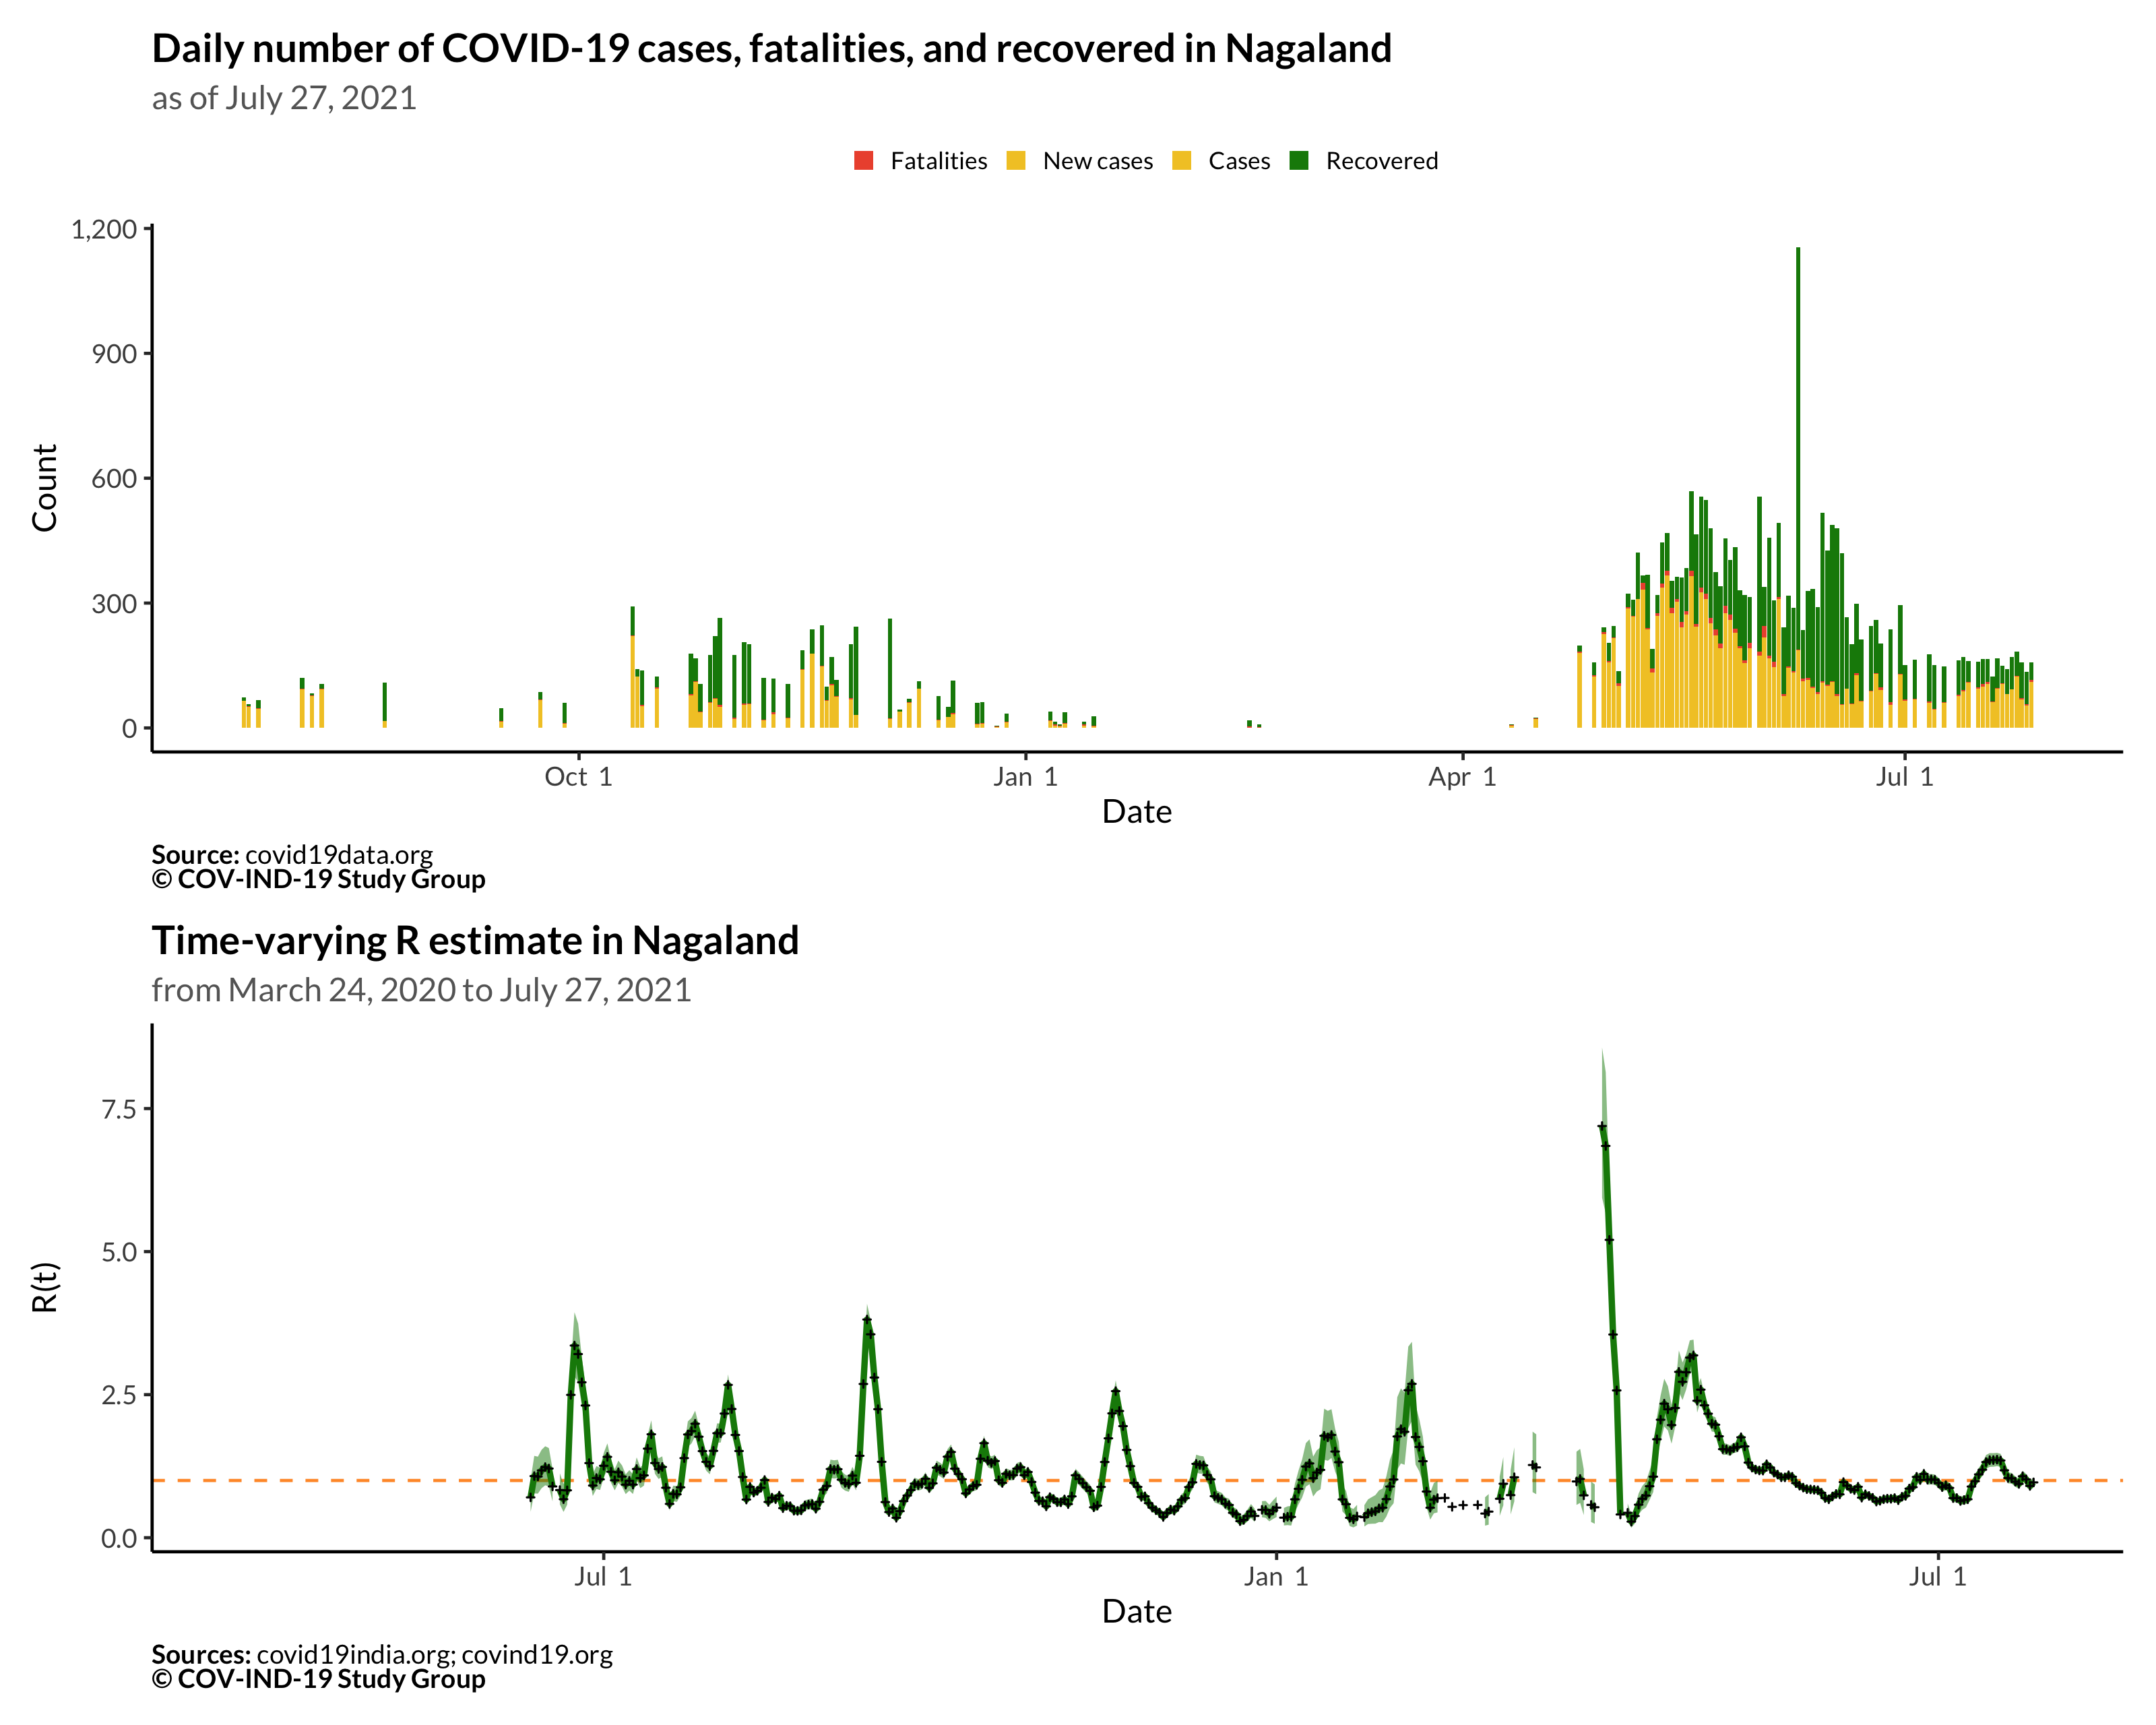 Daily number of COVID-19 cases, fatalities, and recovered in Nagaland
as of July 27, 2021
Fatalities New cases Cases Recovered
1,200
900
600
300
0
Count
Oct 1 Jan 1 Apr 1 Jul 1
Date
Source: covid19data.org
© COV-IND-19 Study Group
Time-varying R estimate in Nagaland
from March 24, 2020 to July 27, 2021
7.5
5.0
2.5
0.0
R(t)
Jul 1 Jan 1 Jul 1
Date
Sources: covid19india.org; covind19.org
© COV-IND-19 Study Group